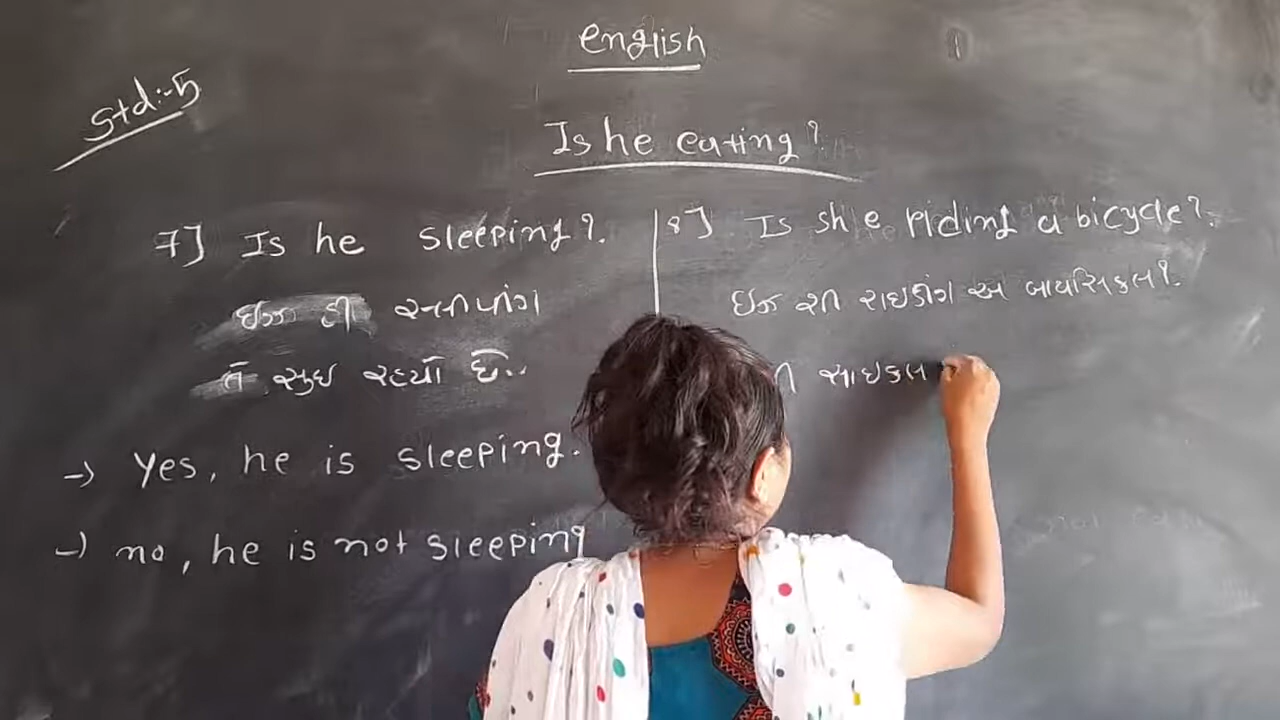 English
Std:-5
Is he eating?
7] Is he sleeping?.
ઇઝ હી સ્લીપીંગ
તે સુઇ રહ્યો છે..
→ Yes, he is sleeping.
→ no, he is not sleeping
8] Is she riding a bicycle?.
ઇઝ શી રાઇડીંગ અ બાયસિકલ?.
સાઇકલ